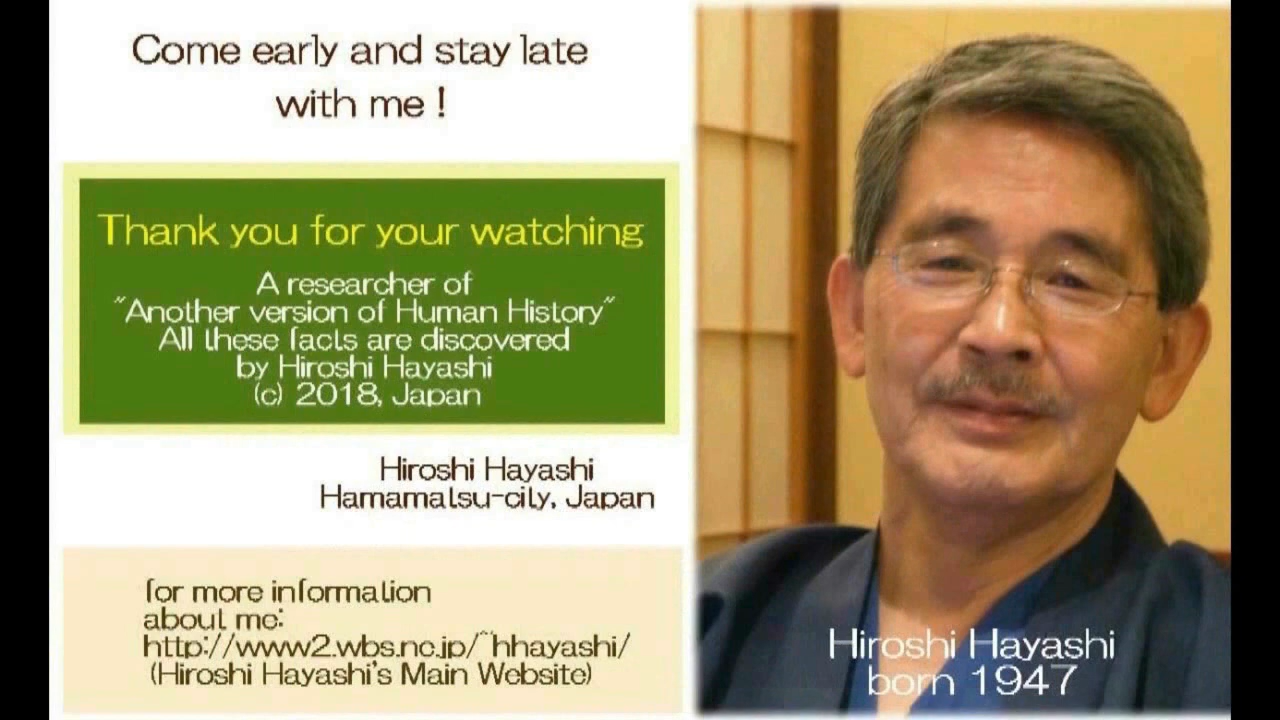 Come early and stay late
with me !
Thank you for your watching
A researcher of
"Another version of Human History"
All these facts are discovered
by Hiroshi Hayashi
(c) 2018, Japan
Hiroshi Hayashi
Hamamatsu-city, Japan
for more information
about me:
http://www2.wbs.ne.jp/~hhayashi/
(Hiroshi Hayashi's Main Website)
Hiroshi Hayashi
born 1947